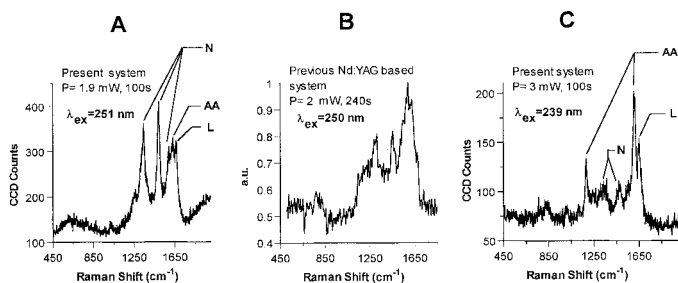 A
N
Present system
P= 1.9 mW, 100s
λex=251 nm
AA
L
CCD Counts
400
300
200
100
450
850
1250
1650
Raman Shift (cm-1)
B
Previous Nd:YAG based
system
P= 2 mW, 240s
λex=250 nm
a.u.
1
0.9
0.8
0.7
0.6
0.5
0.4
450
850
1250
1650
Raman Shift (cm-1)
C
Present system
P= 3 mW, 100s
λex=239 nm
AA
L
N
CCD Counts
200
150
100
50
450
850
1250
1650
Raman Shift (cm-1)